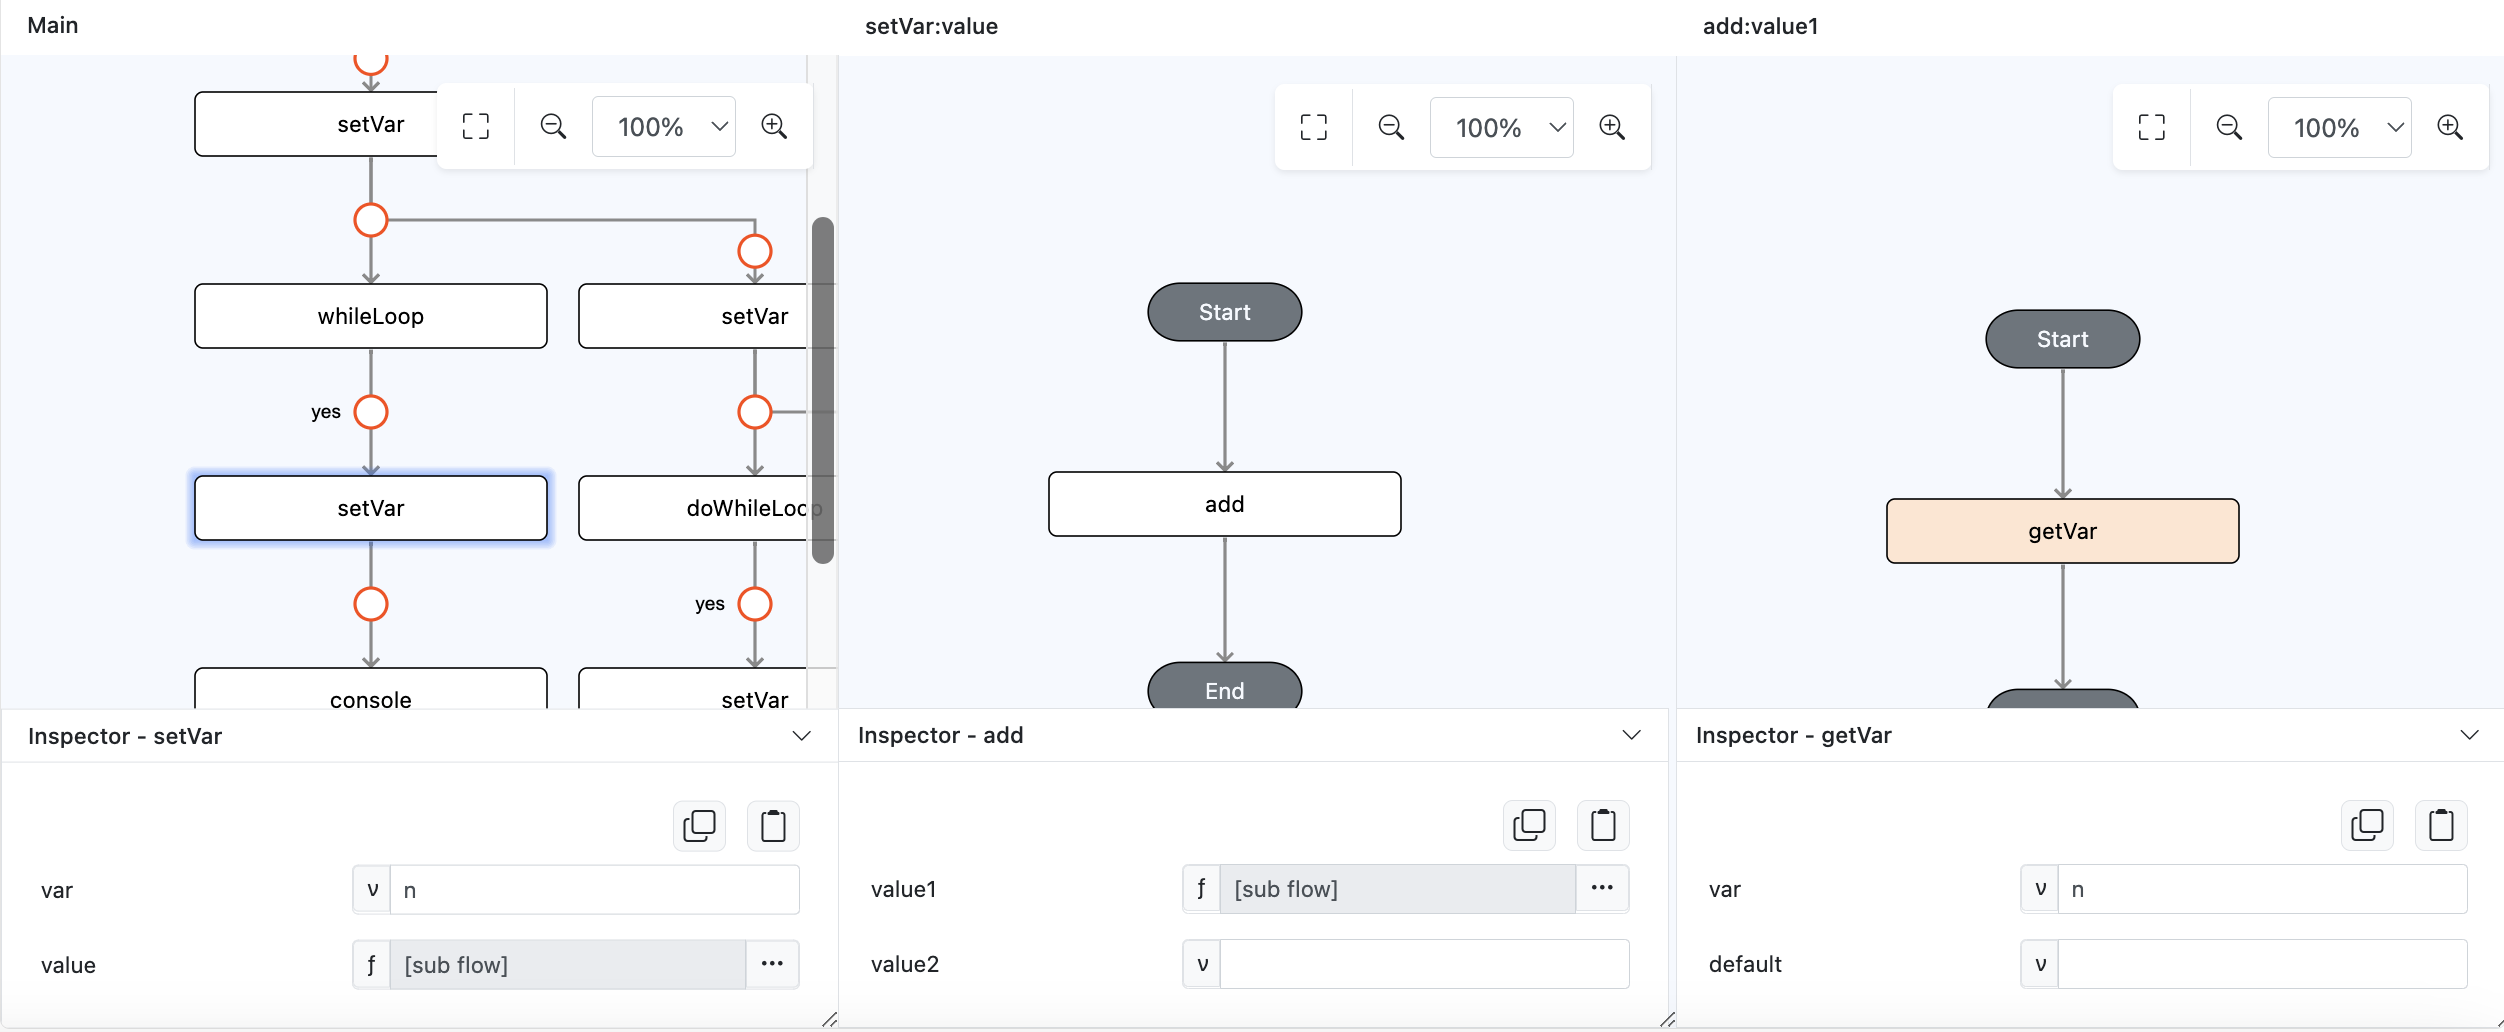 Main
setVar
100%
whileLoop
setVar
yes
setVar
doWhileLoop
yes
console
setVar
Inspector - setVar
var
ν
n
value
ƒ
[sub flow]
···
setVar:value
100%
Start
add
End
Inspector - add
value1
ƒ
[sub flow]
···
value2
ν
add:value1
100%
Start
getVar
Inspector - getVar
var
ν
n
default
ν